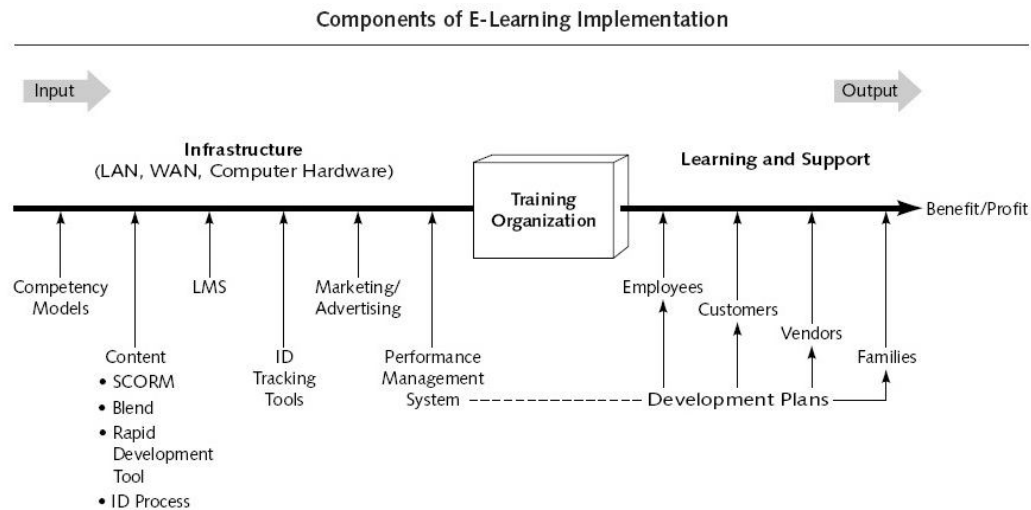 Components of E-Learning Implementation
Input
Output
Infrastructure
(LAN, WAN, Computer Hardware)
Learning and Support
Training
Organization
Benefit/Profit
Competency
Models
LMS
Marketing/
Advertising
Employees
Customers
Vendors
Families
Content
• SCORM
• Blend
• Rapid
Development
Tool
• ID Process
ID
Tracking
Tools
Performance
Management
System
Development Plans